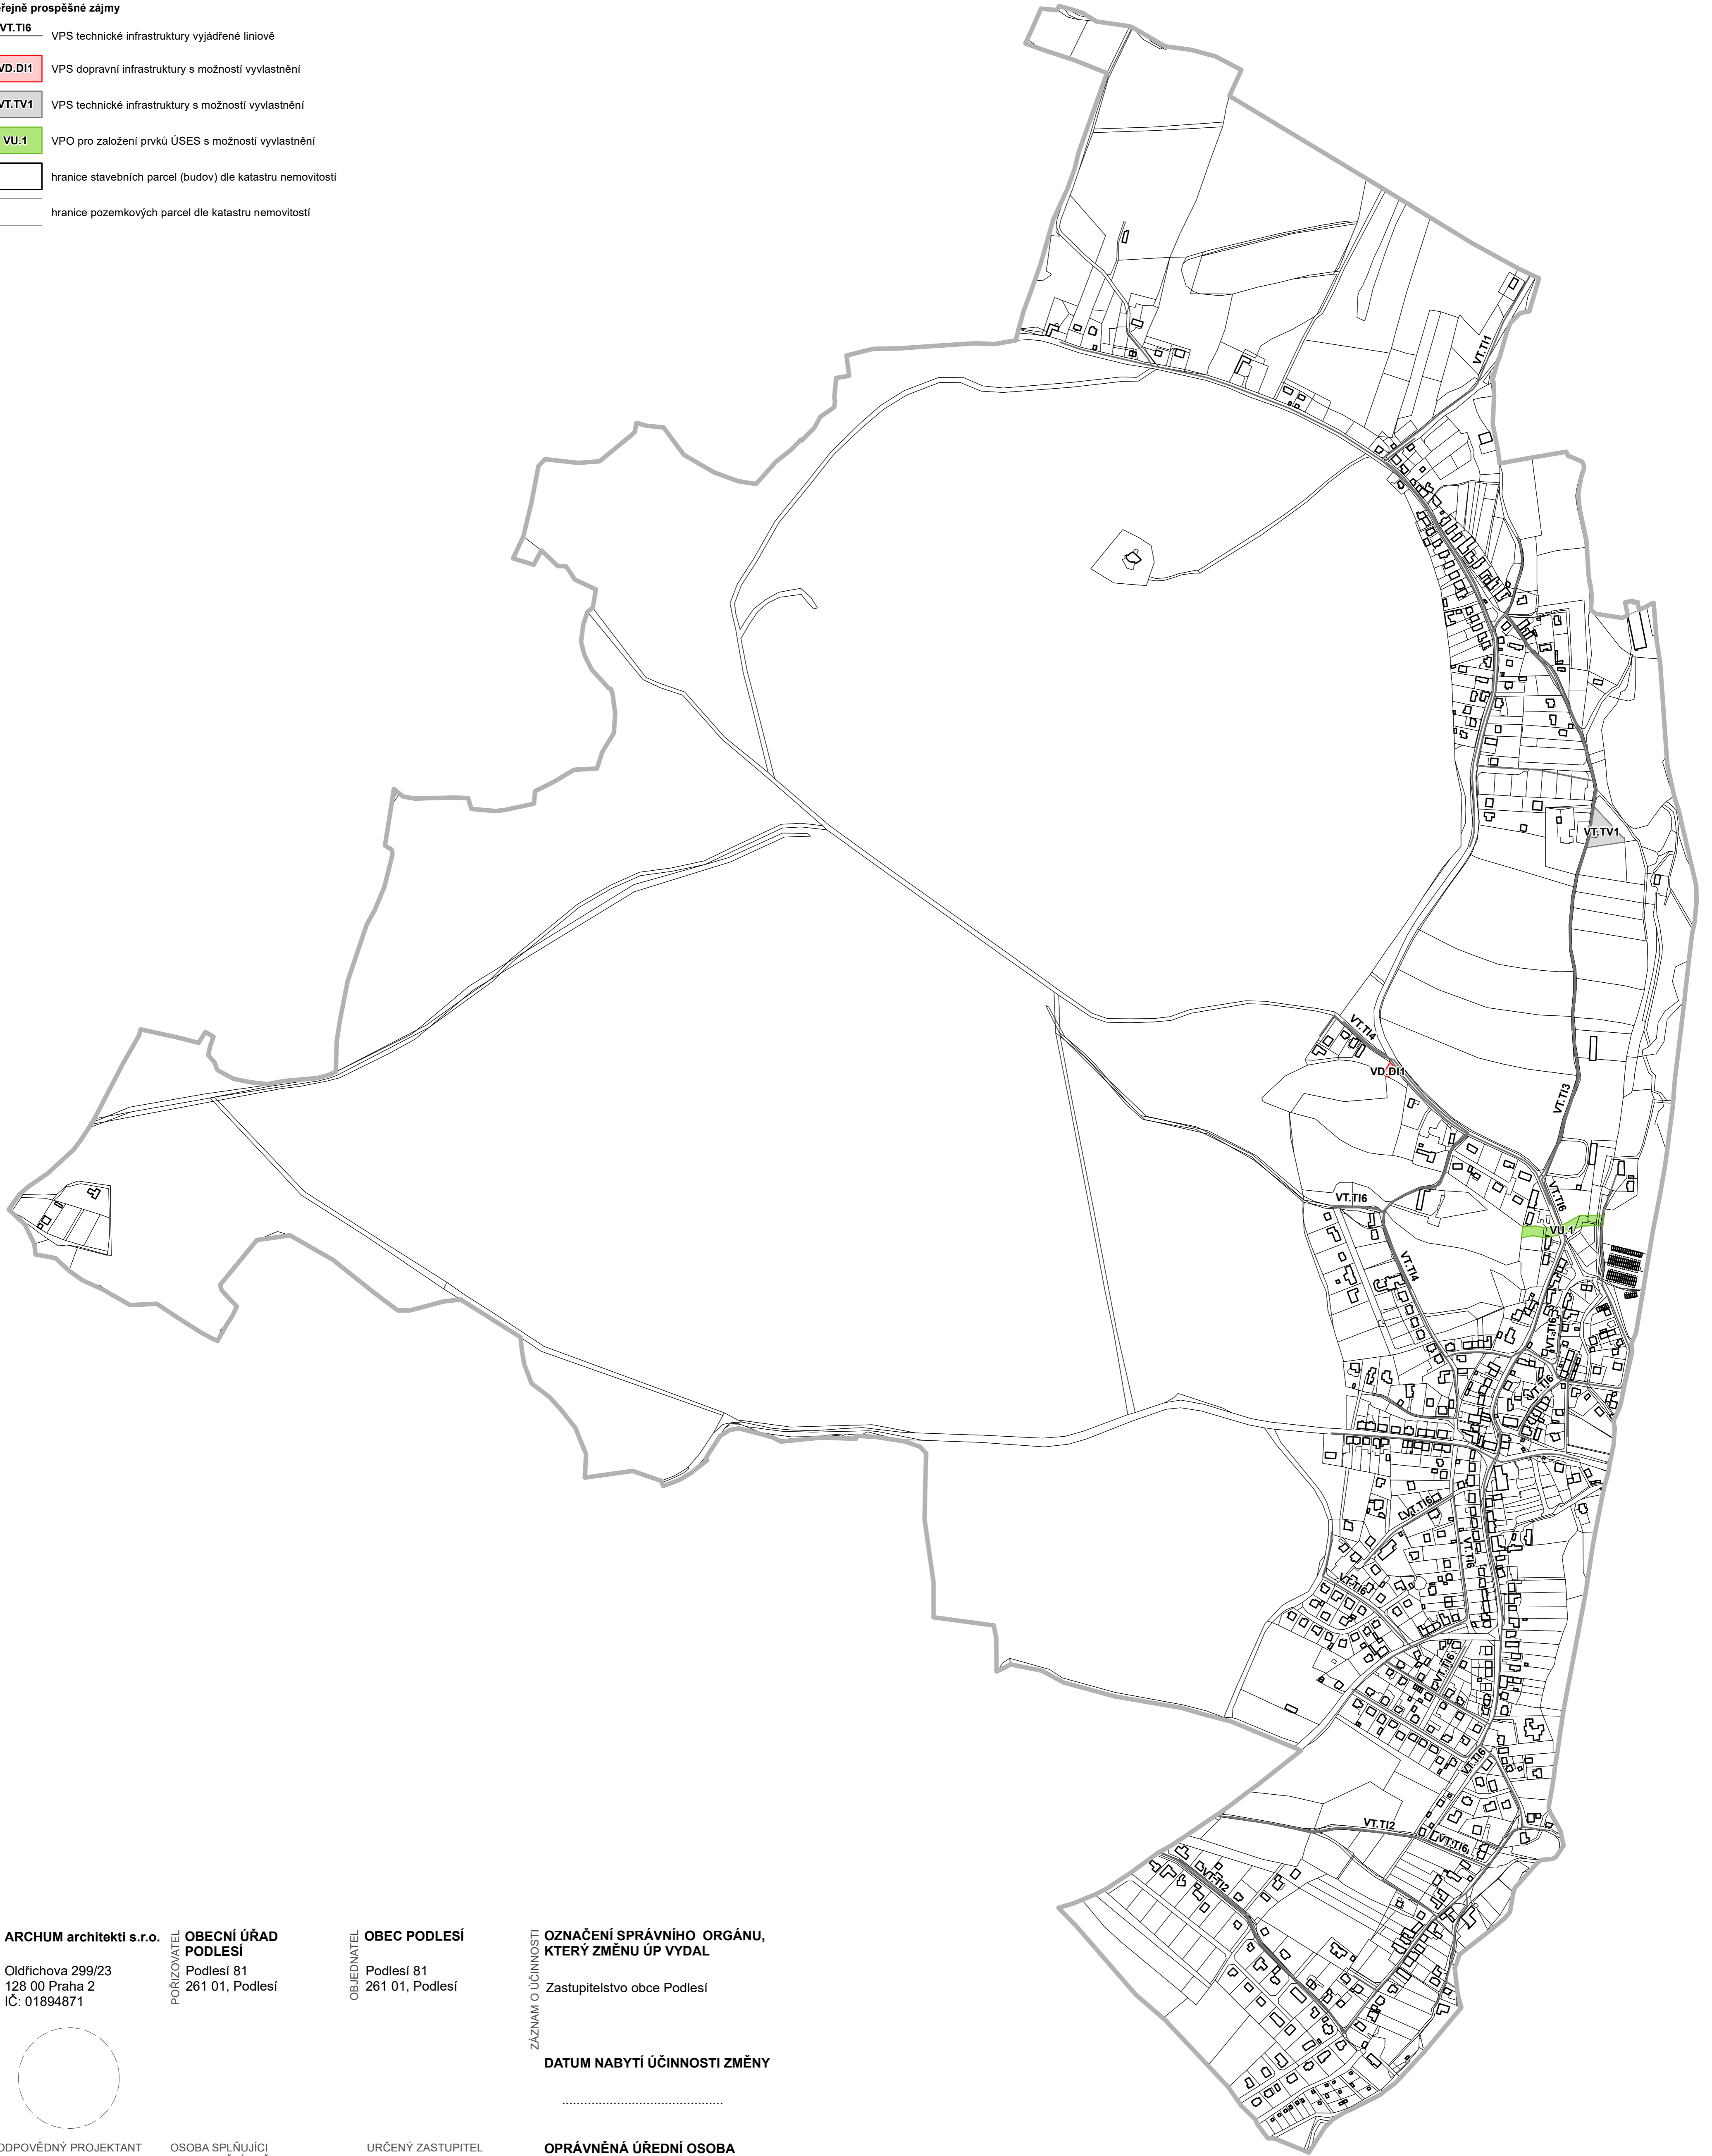 prospěšné zájmy
VT.TI6
VPS technické infrastruktury vyjádřené liniově
VD.DI1
VPS dopravní infrastruktury s možností vyvlastnění
VT.TV1
VPS technické infrastruktury s možností vyvlastnění
VU.1
VPO pro založení prvků ÚSES s možností vyvlastnění
hranice stavebních parcel (budov) dle katastru nemovitostí
hranice pozemkových parcel dle katastru nemovitostí
VT.TI1
VT.TV1
VT.TI4
VD.DI1
VT.TI3
VT.TI6
VT.TI6
VU.1
VT.TI4
VT.TI6
VT.TI6
VT.TI6
VT.TI6
VT.TI6
VT.TI6
VT.TI6
VT.TI2
VT.TI6
VT.TI2
ARCHUM architekti s.r.o.
Oldřichova 299/23
128 00 Praha 2
IČ: 01894871
POŘIZOVATEL
OBECNÍ ÚŘAD
PODLESÍ
Podlesí 81
261 01, Podlesí
OBJEDNATEL
OBEC PODLESÍ
Podlesí 81
261 01, Podlesí
ZÁZNAM O ÚČINNOSTI
OZNAČENÍ SPRÁVNÍHO ORGÁNU,
KTERÝ ZMĚNU ÚP VYDAL
Zastupitelstvo obce Podlesí
DATUM NABYTÍ ÚČINNOSTI ZMĚNY
............................................
ODPOVĚDNÝ PROJEKTANT
OSOBA SPLŇUJÍCI
URČENÝ ZASTUPITEL
OPRÁVNĚNÁ ÚŘEDNÍ OSOBA